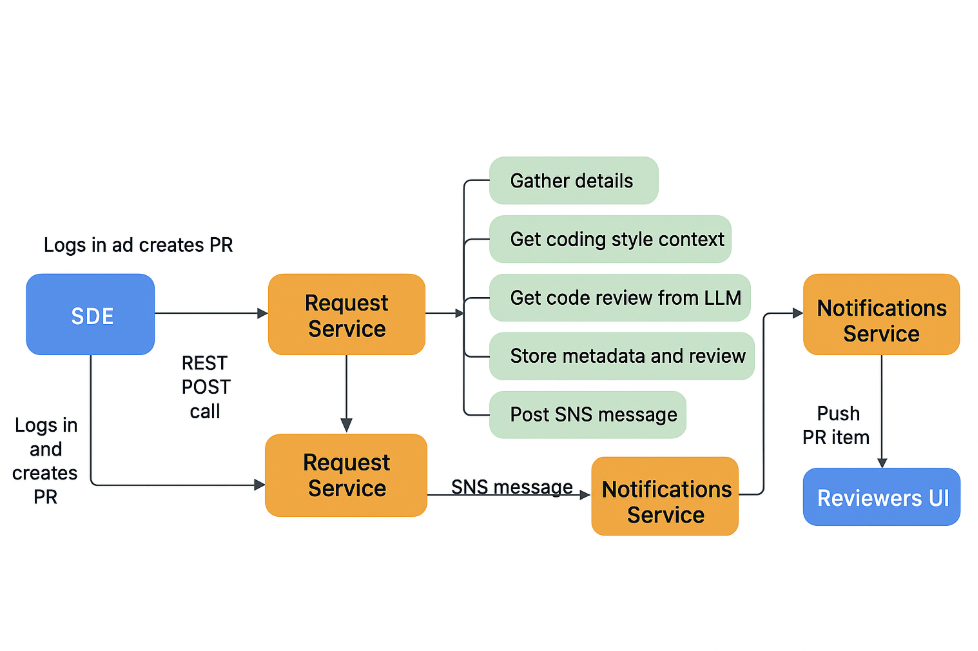 Logs in ad creates PR
SDE
REST
POST
call
Logs in
and
creates
PR
Request
Service
Request
Service
Gather details
Get coding style context
Get code review from LLM
Store metadata and review
Post SNS message
SNS message
Notifications
Service
Notifications
Service
Push
PR item
Reviewers UI